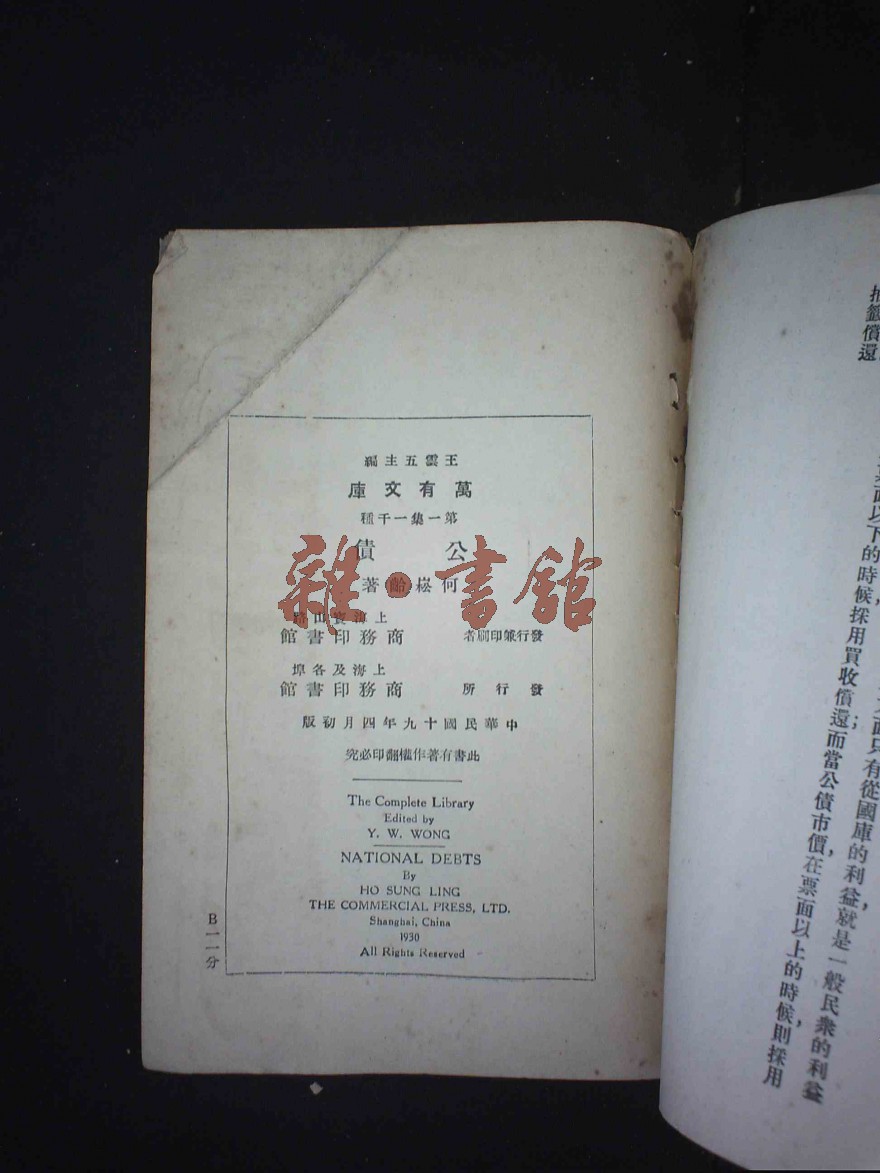 王雲五主編
萬有文庫
第一集一千種
公債
何崧齡著
發行兼印刷者 上海寶山路 商務印書館
發行所 上海及各埠 商務印書館
中華民國十九年四月初版
此書有著作權翻印必究
The Complete Library
Edited by
Y. W. WONG
NATIONAL DEBTS
By
HO SUNG LING
THE COMMERCIAL PRESS, LTD.
Shanghai, China
1930
All Rights Reserved
B一一分
只有從國庫的利益,就是一般民衆的利益
面以下的時候,採用買收償還;而當公債市價,在票面以上的時候,則採用
抽籤償還
雜·書館